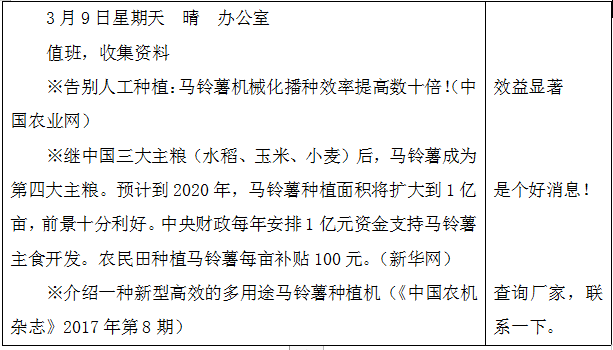 3月9日星期天　晴　办公室
值班，收集资料
※告别人工种植：马铃薯机械化播种效率提高数十倍！（中
国农业网）
效益显著
※继中国三大主粮（水稻、玉米、小麦）后，马铃薯成为
第四大主粮。预计到2020年，马铃薯种植面积将扩大到1亿
亩，前景十分利好。中央财政每年安排1亿元资金支持马铃薯
主食开发。农民田种植马铃薯每亩补贴100元。（新华网）
是个好消息！
※介绍一种新型高效的多用途马铃薯种植机（《中国农机
杂志》2017年第8期）
查询厂家，联
系一下。